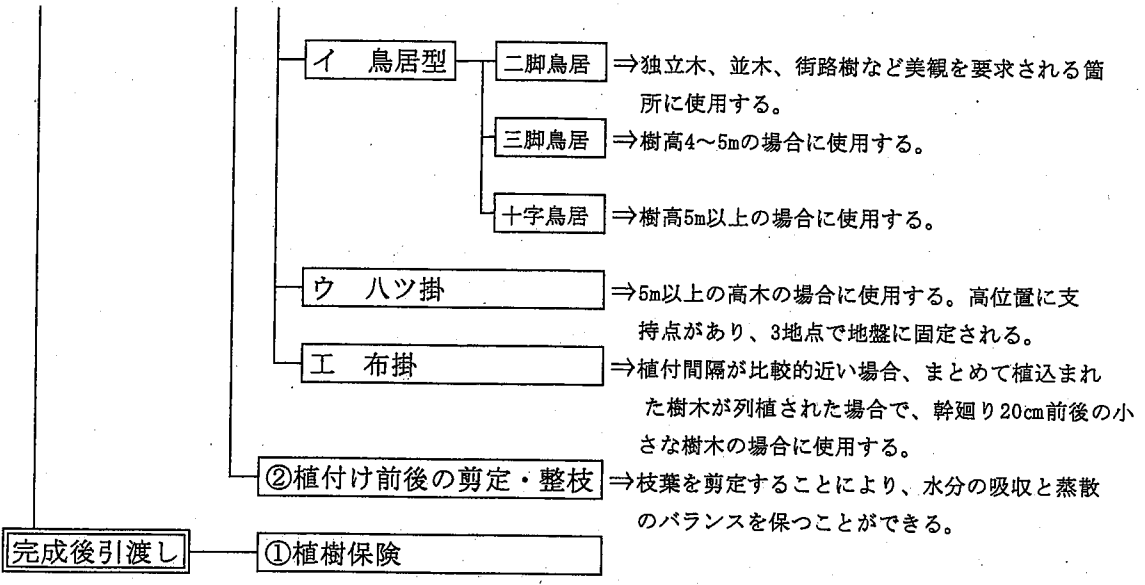 イ　鳥居型
二脚鳥居
⇒独立木、並木、街路樹など美観を要求される箇
所に使用する。
三脚鳥居
⇒樹高4～5mの場合に使用する。
十字鳥居
⇒樹高5m以上の場合に使用する。
ウ　八ツ掛
⇒5m以上の高木の場合に使用する。高位置に支
持点があり、3地点で地盤に固定される。
エ　布掛
⇒植付間隔が比較的近い場合、まとめて植込まれ
た樹木が列植された場合で、幹廻り20cm前後の小
さな樹木の場合に使用する。
②植付け前後の剪定・整枝
⇒枝葉を剪定することにより、水分の吸収と蒸散
のバランスを保つことができる。
完成後引渡し
①植樹保険